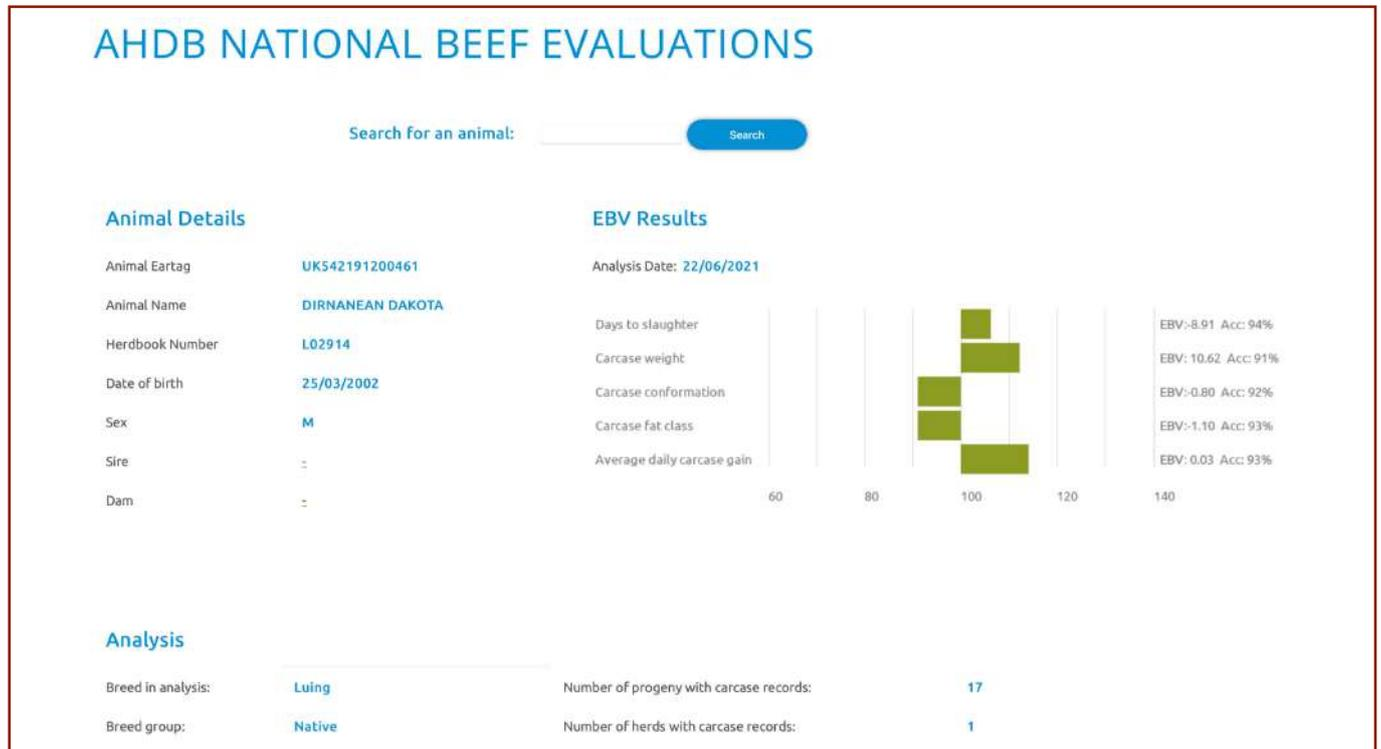 AHDB NATIONAL BEEF EVALUATIONS
Search for an animal:
Search
Animal Details
Animal Eartag UK542191200461
Animal Name DIRNANEAN DAKOTA
Herdbook Number L02914
Date of birth 25/03/2002
Sex M
Sire -
Dam -
EBV Results
Analysis Date: 22/06/2021
Days to slaughter EBV:-8.91 Acc: 94%
Carcase weight EBV: 10.62 Acc: 91%
Carcase conformation EBV:-0.80 Acc: 92%
Carcase fat class EBV:-1.10 Acc: 93%
Average daily carcase gain EBV: 0.03 Acc: 93%
60 80 100 120 140
Analysis
Breed in analysis: Luing Number of progeny with carcase records: 17
Breed group: Native Number of herds with carcase records: 1